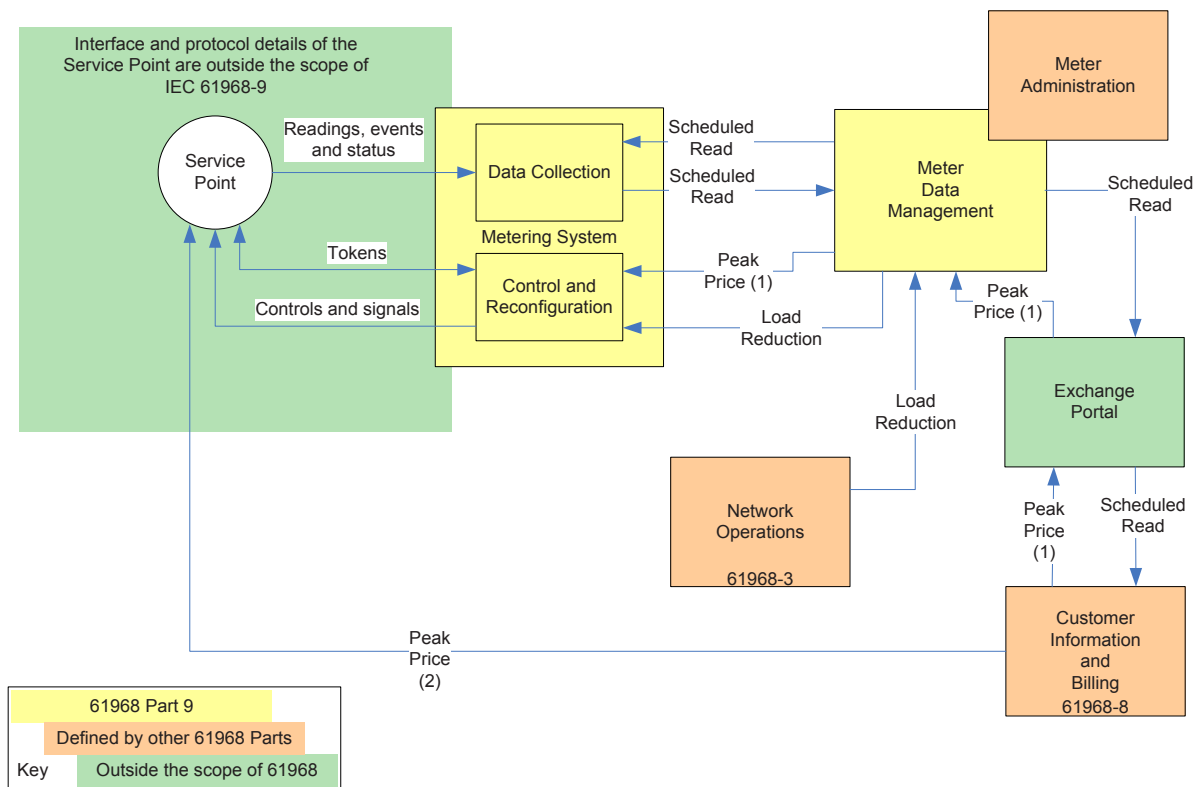 Interface and protocol details of the
Service Point are outside the scope of
IEC 61968-9
Meter
Administration
Readings, events
and status
Service
Point
Data Collection
Scheduled
Read
Scheduled
Read
Meter
Data
Management
Scheduled
Read
Metering System
Tokens
Control and
Reconfiguration
Controls and signals
Peak
Price (1)
Load
Reduction
Peak
Price (1)
Exchange
Portal
Load
Reduction
Network
Operations
61968-3
Peak
Price
(1)
Scheduled
Read
Customer
Information
and
Billing
61968-8
Peak
Price
(2)
61968 Part 9
Defined by other 61968 Parts
Key
Outside the scope of 61968